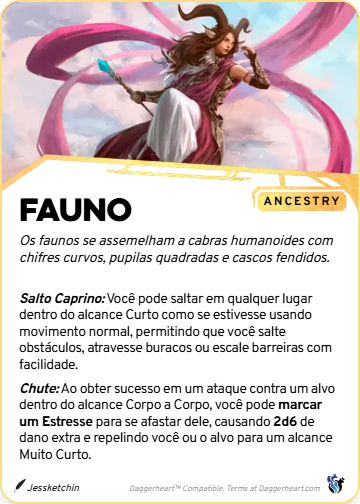 FAUNO
ANCESTRY
Os faunos se assemelham a cabras humanoides com
chifres curvos, pupilas quadradas e cascos fendidos.
Salto Caprino: Você pode saltar em qualquer lugar
dentro do alcance Curto como se estivesse usando
movimento normal, permitindo que você salte
obstáculos, atravesse buracos ou escale barreiras com
facilidade.
Chute: Ao obter sucesso em um ataque contra um alvo
dentro do alcance Corpo a Corpo, você pode marcar
um Estresse para se afastar dele, causando 2d6 de
dano extra e repelindo você ou o alvo para um alcance
Muito Curto.
Jessketchin
Daggerheart™ Compatible. Terms at Daggerheart.com